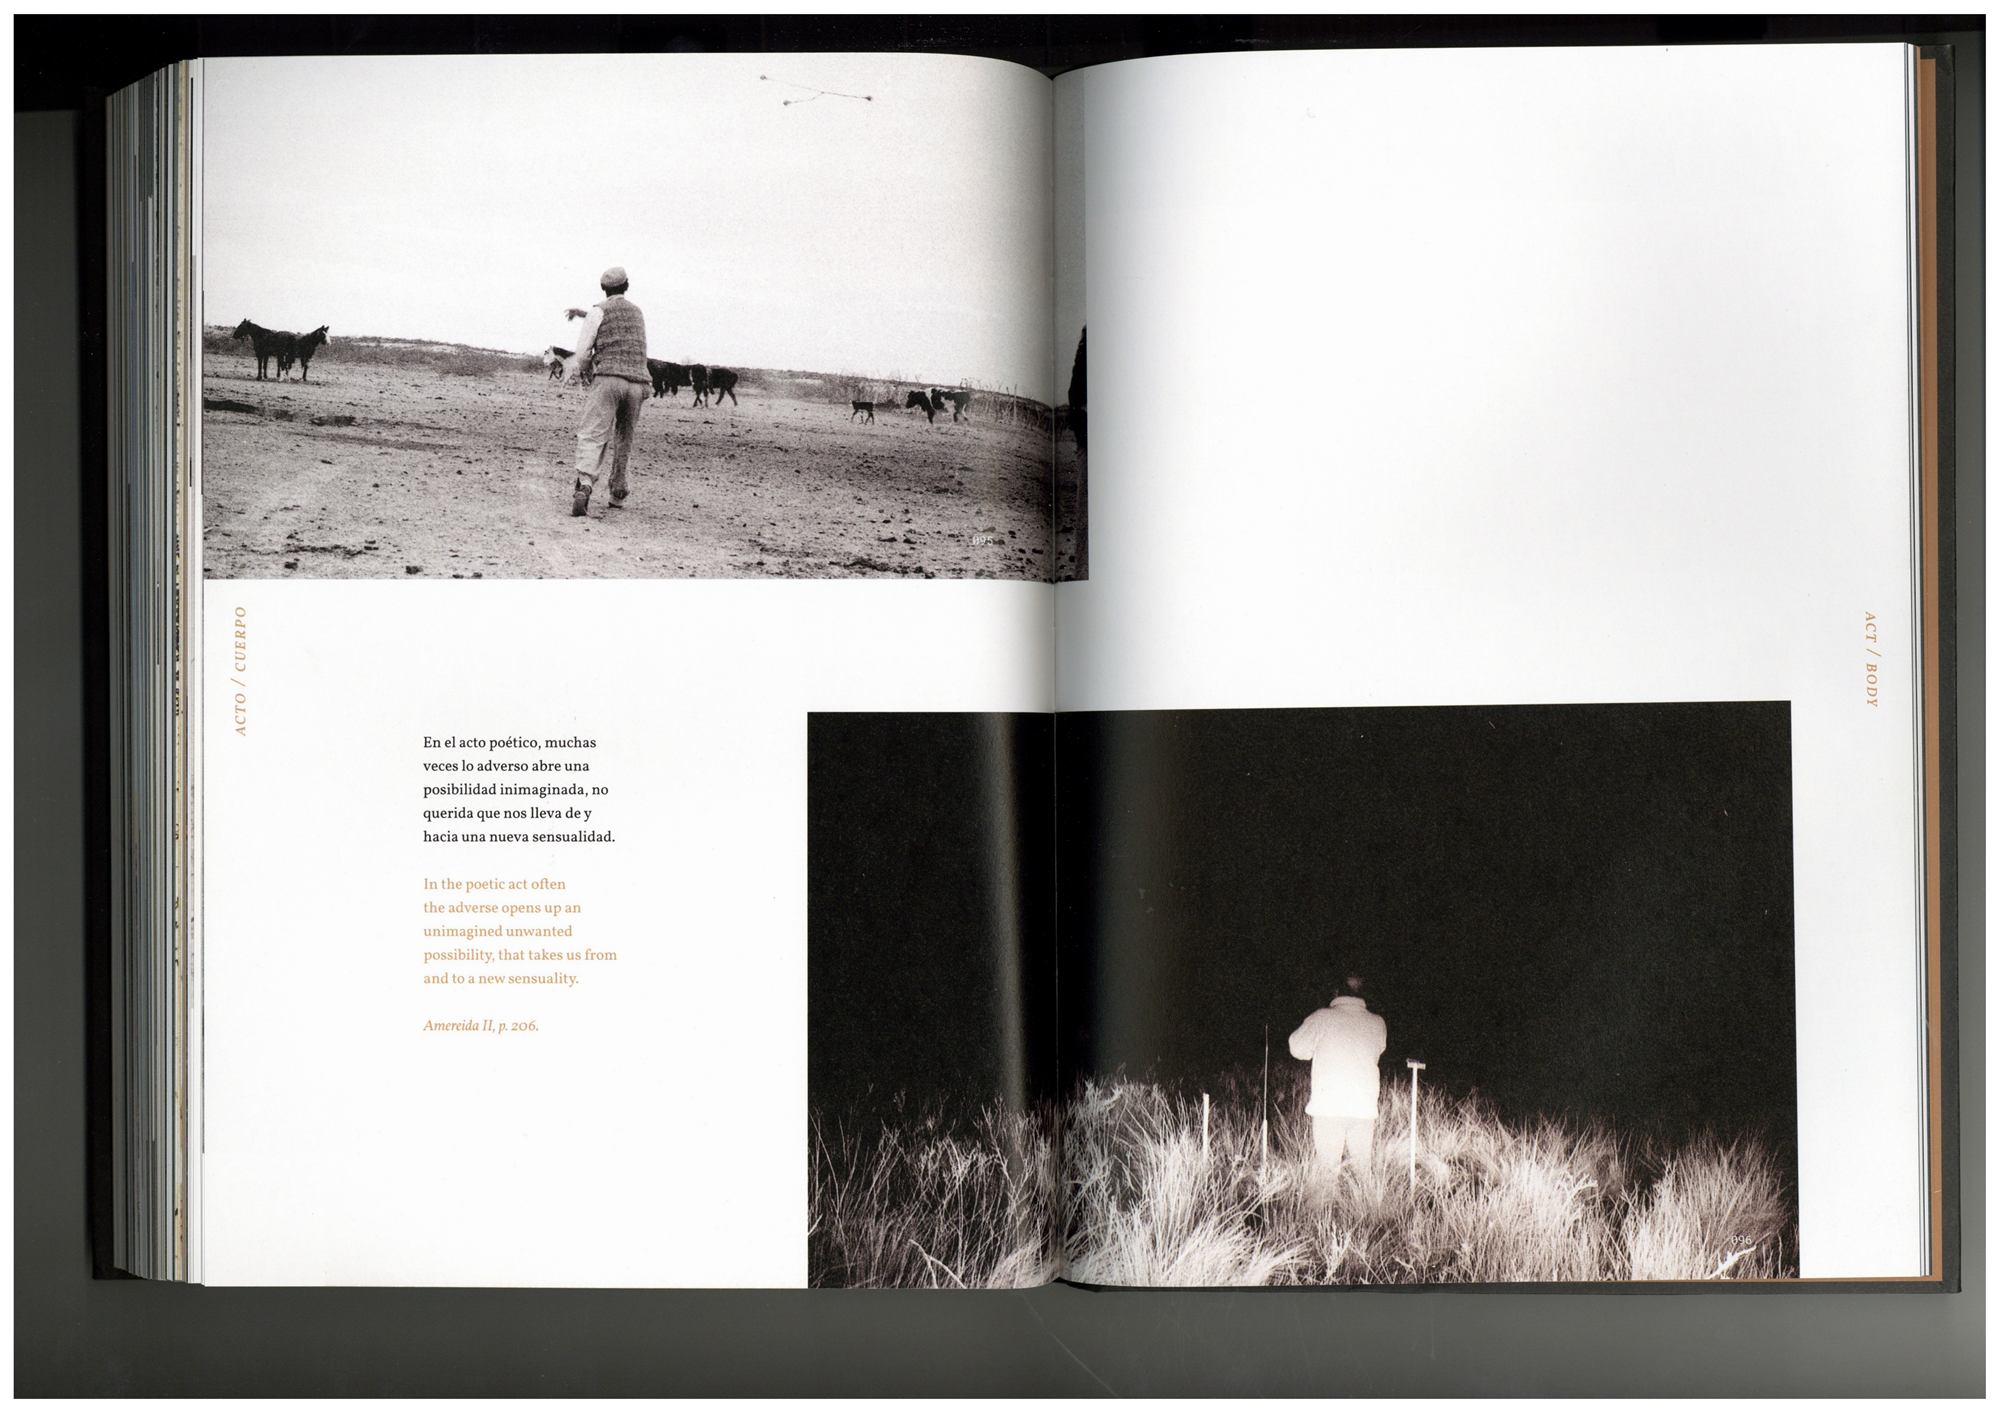 095
ACTO / CUERPO
En el acto poético, muchas
veces lo adverso abre una
posibilidad inimaginada, no
querida que nos lleva de y
hacia una nueva sensualidad.
In the poetic act often
the adverse opens up an
unimagined unwanted
possibility, that takes us from
and to a new sensuality.
Amereida II, p. 206.
ACT / BODY
096